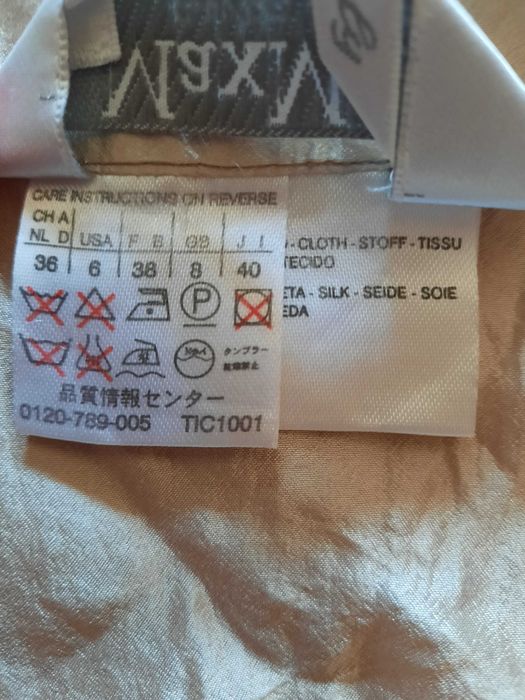 MaxM
CARE INSTRUCTIONS ON REVERSE
CH A
NL D USA F B GB J I
36 6 38 8 40
P
タンブラー
乾燥禁止
品質情報センター
0120-789-005 TIC1001
- CLOTH - STOFF - TISSU
TECIDO
ETA - SILK - SEIDE - SOIE
EDA